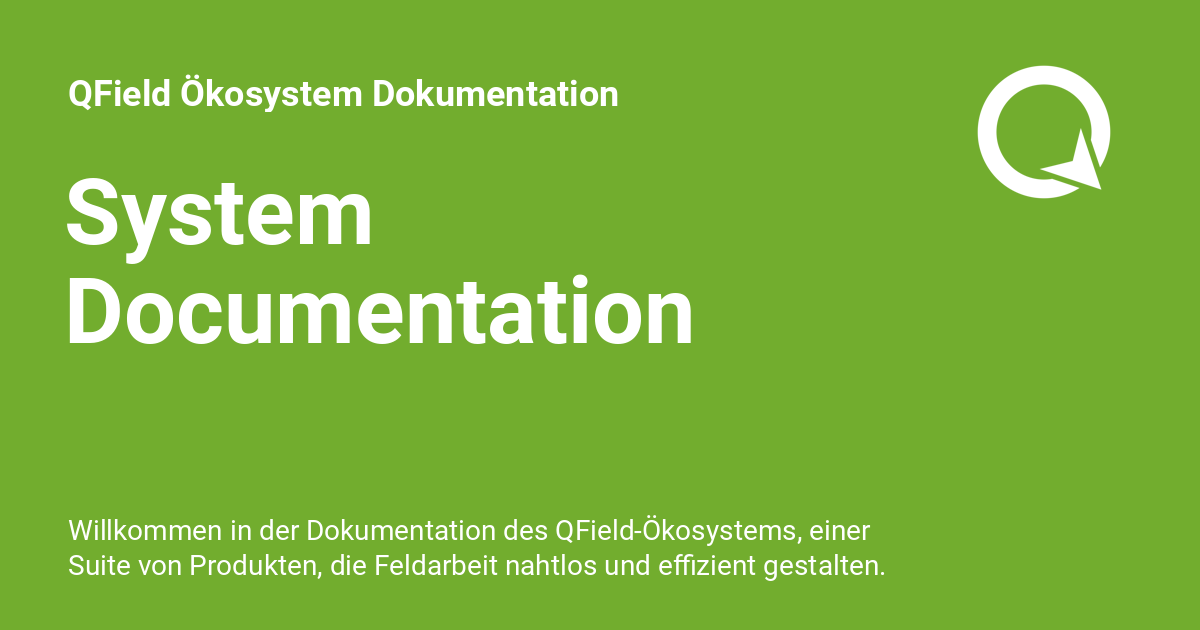 QField Ökosystem Dokumentation
System
Documentation
Willkommen in der Dokumentation des QField-Ökosystems, einer
Suite von Produkten, die Feldarbeit nahtlos und effizient gestalten.